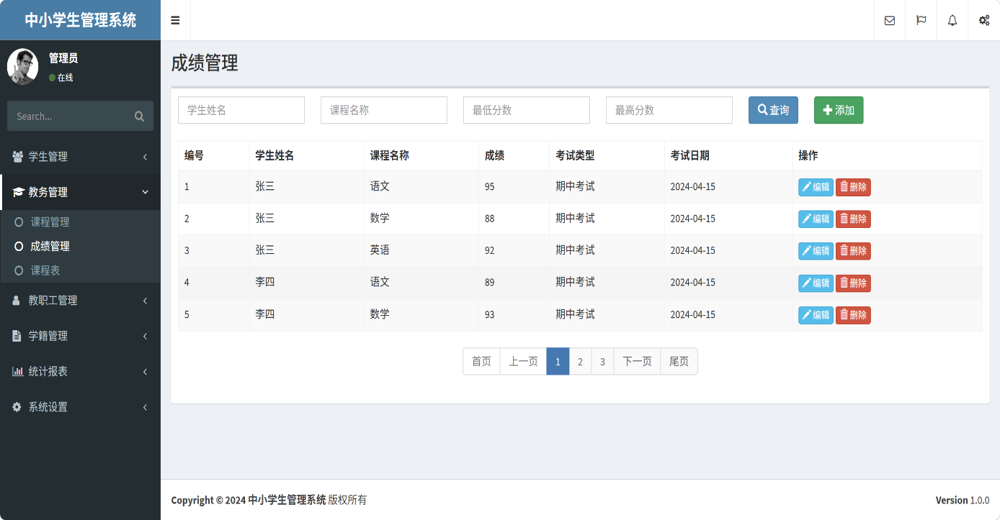 中小学生管理系统
管理员
在线
Search...
学生管理
教务管理
课程管理
成绩管理
课程表
教职工管理
学籍管理
统计报表
系统设置
成绩管理
学生姓名 课程名称 最低分数 最高分数 查询 添加
编号 学生姓名 课程名称 成绩 考试类型 考试日期 操作
1 张三 语文 95 期中考试 2024-04-15 编辑 删除
2 张三 数学 88 期中考试 2024-04-15 编辑 删除
3 张三 英语 92 期中考试 2024-04-15 编辑 删除
4 李四 语文 89 期中考试 2024-04-15 编辑 删除
5 李四 数学 93 期中考试 2024-04-15 编辑 删除
首页 上一页 1 2 3 下一页 尾页
Copyright © 2024 中小学生管理系统 版权所有 Version 1.0.0